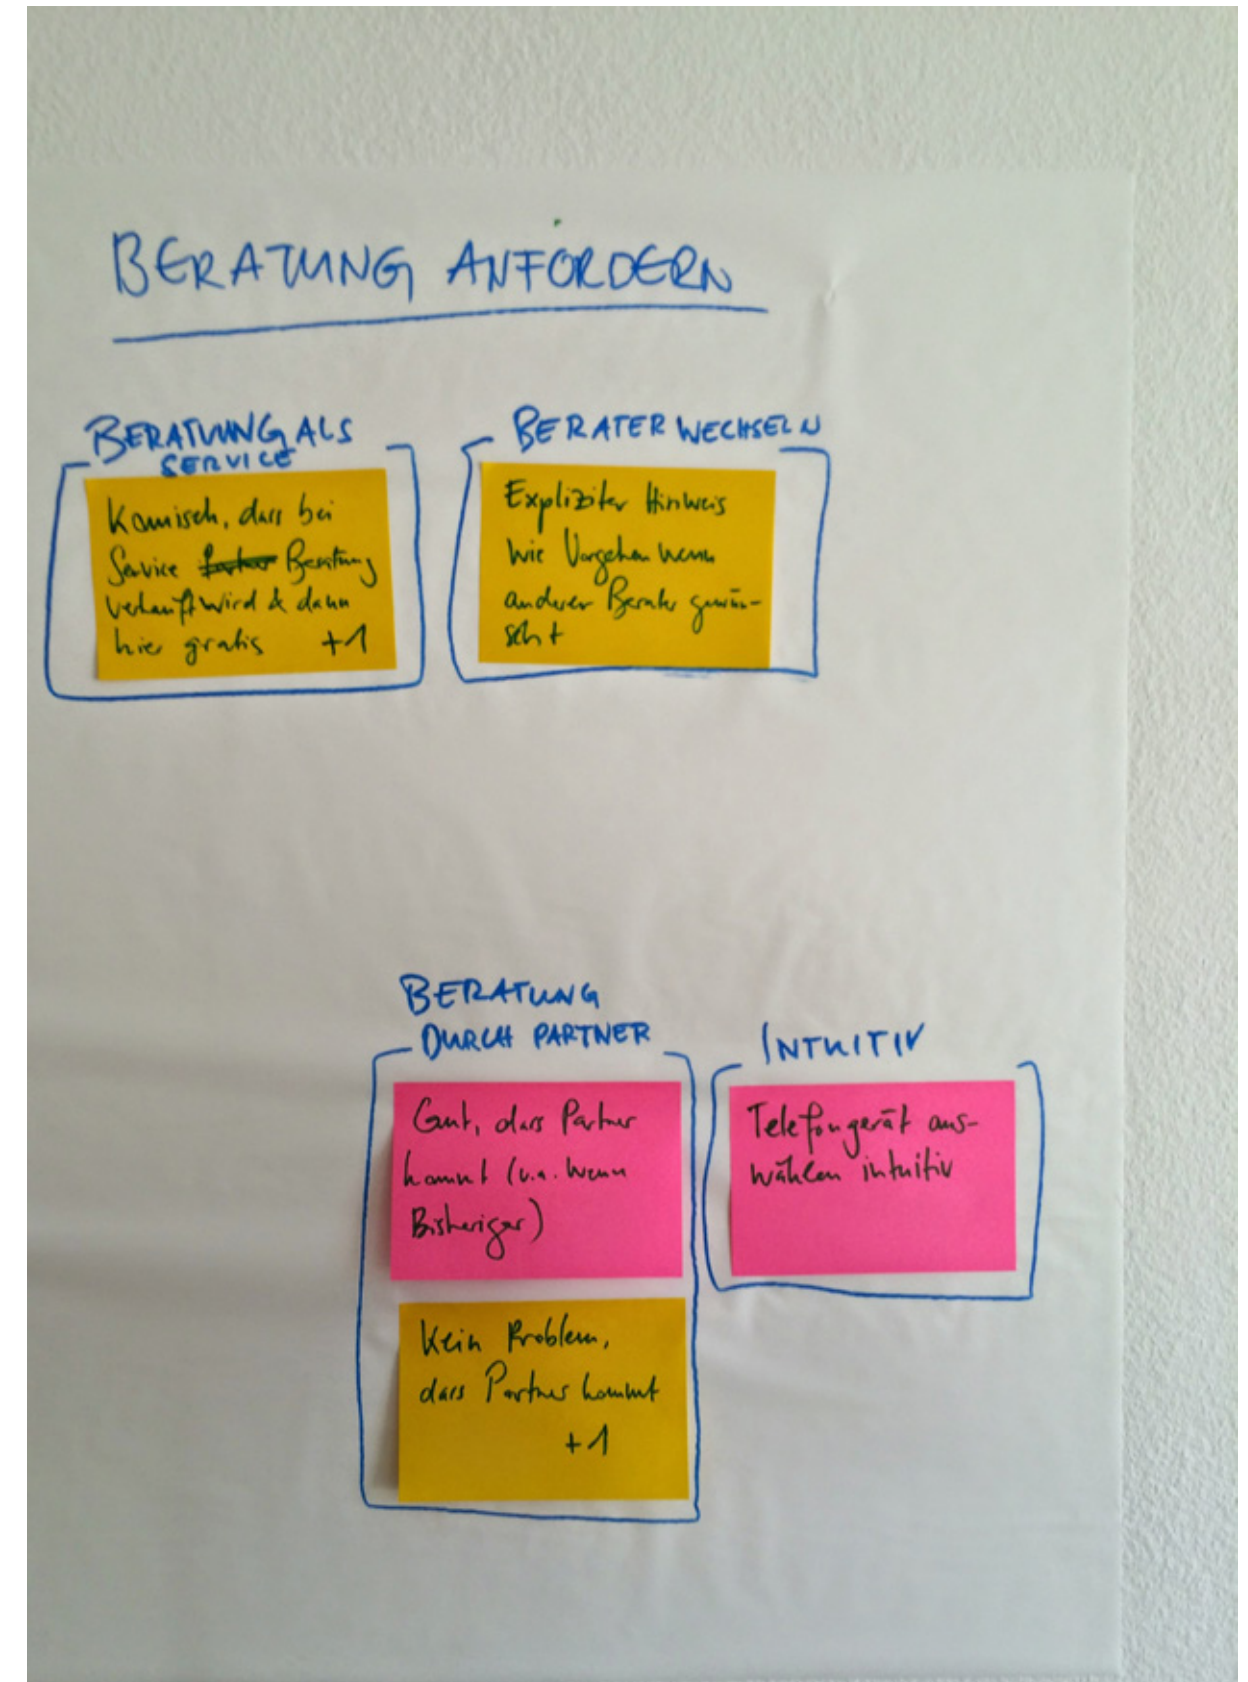 BERATUNG ANFORDERN
BERATUNG ALS
SERVICE
Komisch, dass bei
Service Beratung
verkauft wird & dann
hier gratis +1
BERATER WECHSELN
Expliziter Hinweis
wie Vorgehen wenn
anderer Berater gewün-
scht
BERATUNG
DURCH PARTNER
Gut, dass Partner
kommt (v.a. wenn
Bisheriger)
Kein Problem,
dass Partner kommt
+1
INTUITIV
Telefongerät aus-
wählen intuitiv